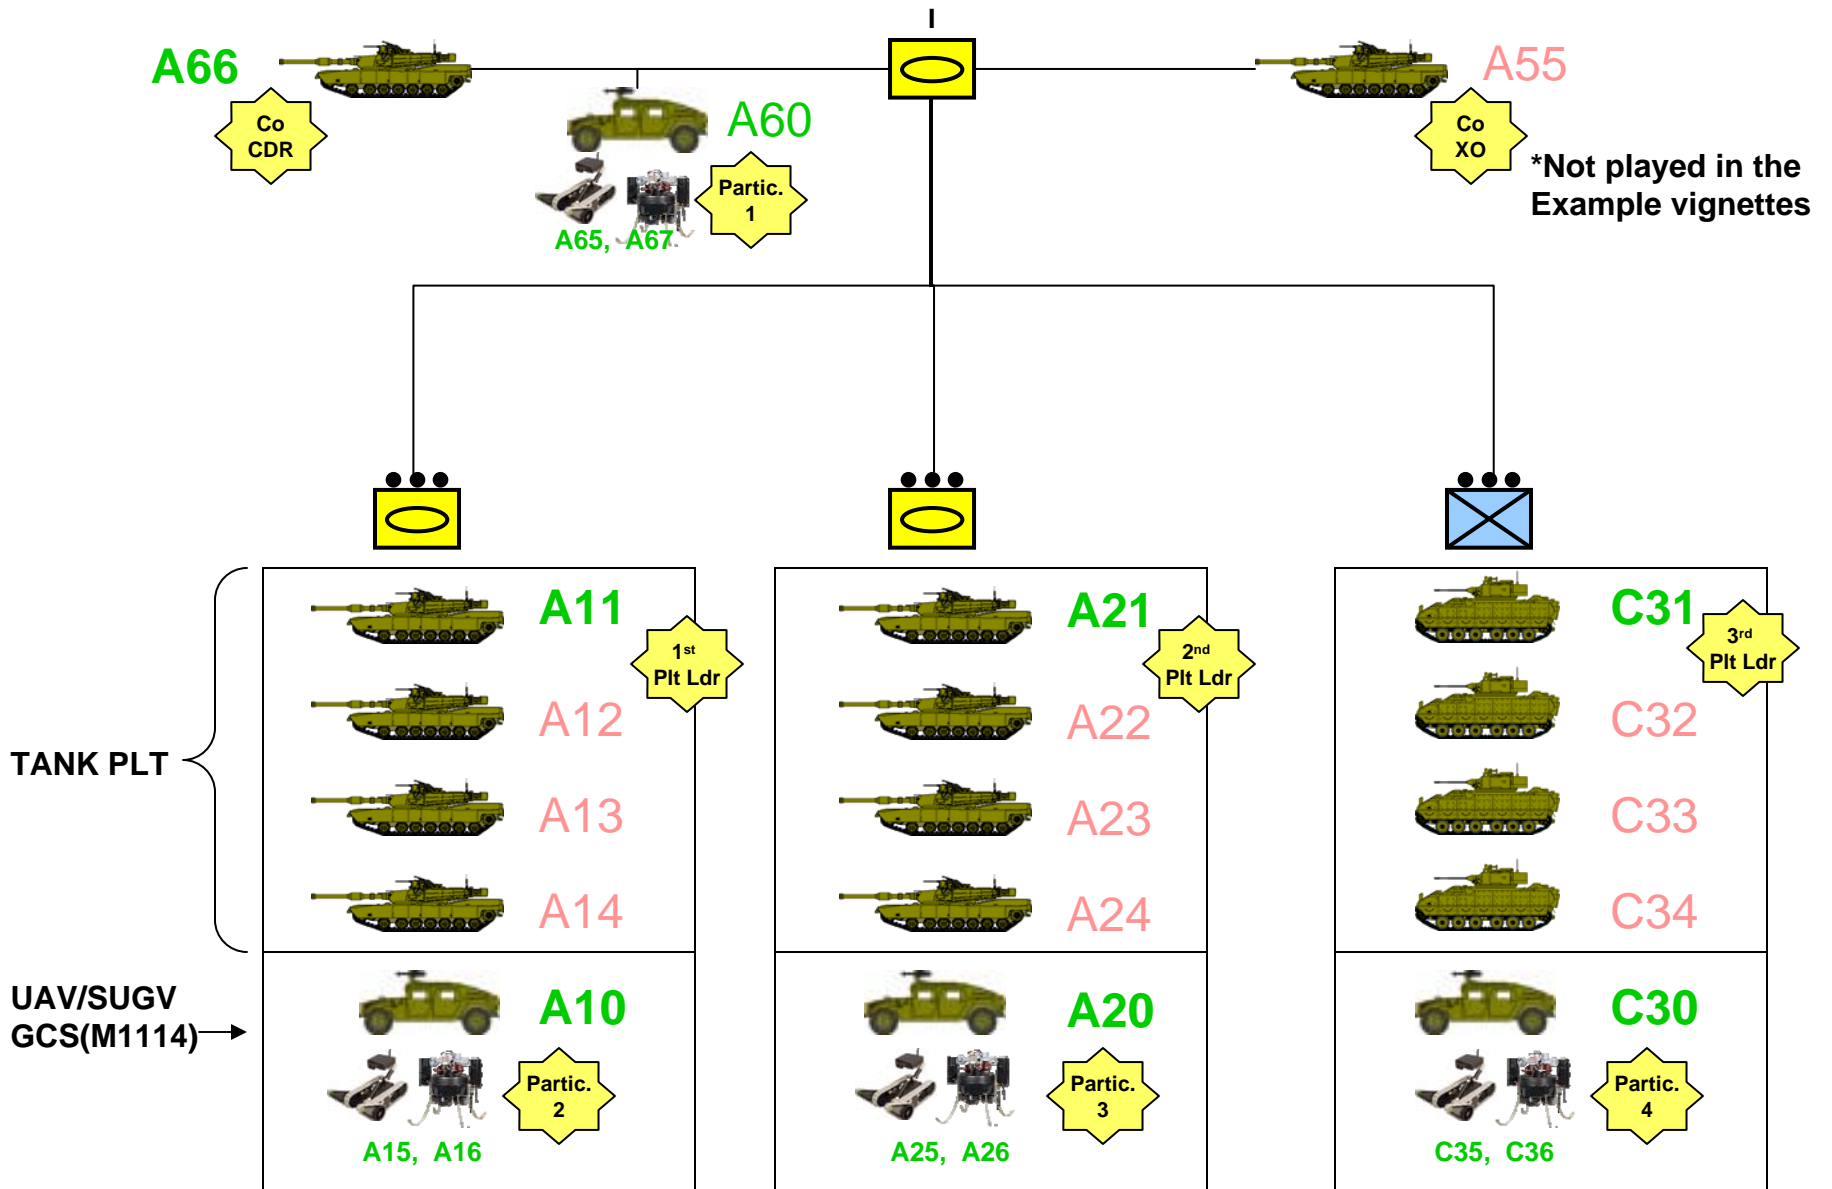 I
A66
A55
Co
CDR
A60
Co
XO
*Not played in the
Example vignettes
Partic.
1
A65, A67
A11
A21
C31
1st
Plt Ldr
2nd
Plt Ldr
3rd
Plt Ldr
A12
A22
C32
TANK PLT
A13
A23
C33
A14
A24
C34
UAV/SUGV
GCS(M1114)
A10
A20
C30
Partic.
2
Partic.
3
Partic.
4
A15, A16
A25, A26
C35, C36